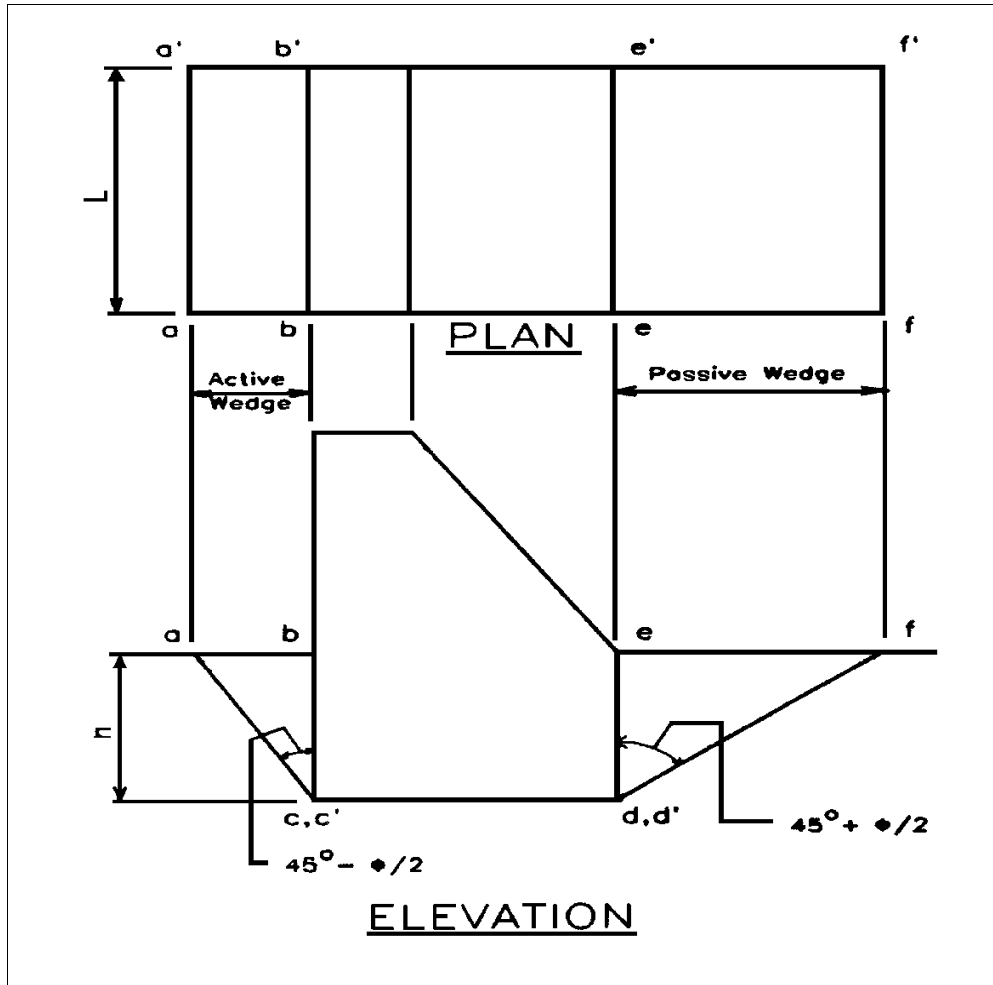 a' b' e' f'
L
a b e f
PLAN
Active
Wedge
Passive Wedge
a b e f
n
c,c' d,d'
45°+ Φ/2
45°− Φ/2
ELEVATION